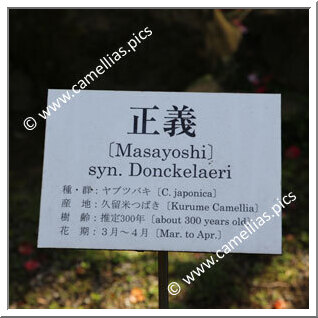 © www.camellias.pics
正義
〔Masayoshi〕
syn. Donckelaeri
種・群：ヤブツバキ〔C. japonica〕
産　地：久留米つばき〔Kurume Camellia〕
樹　齢：推定300年〔about 300 years old〕
花　期：３月〜４月〔Mar. to Apr.〕
© www.camellias.pics